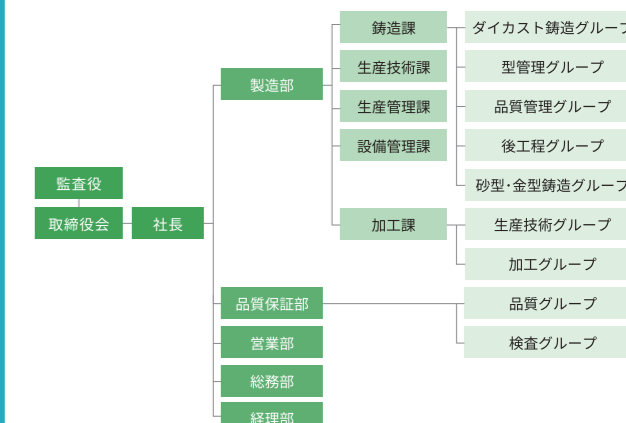 鋳造課
ダイカスト鋳造グループ
製造部
生産技術課
型管理グループ
生産管理課
品質管理グループ
設備管理課
後工程グループ
監査役
砂型・金型鋳造グループ
取締役会
社長
加工課
生産技術グループ
加工グループ
品質保証部
品質グループ
営業部
検査グループ
総務部
経理部